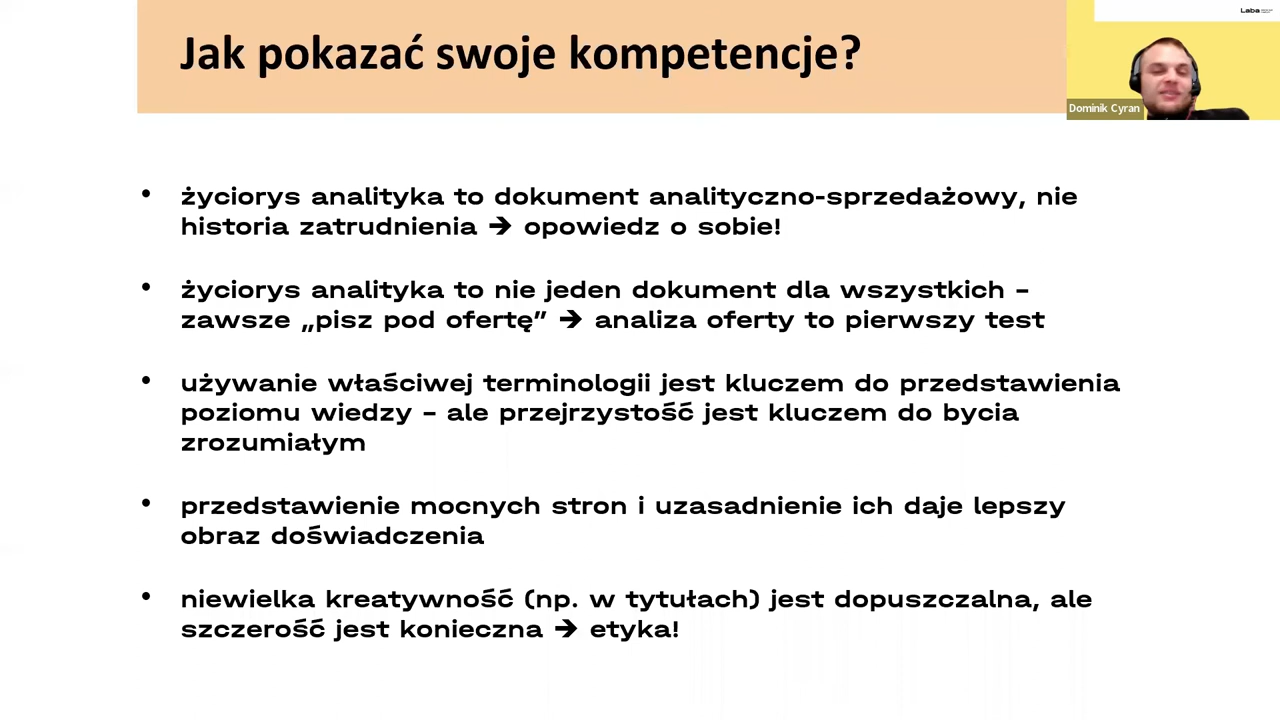 Jak pokazać swoje kompetencje?
Laba
Dominik Cyran
• życiorys analityka to dokument analityczno-sprzedażowy, nie
historia zatrudnienia ➔ opowiedz o sobie!
• życiorys analityka to nie jeden dokument dla wszystkich –
zawsze „pisz pod ofertę” ➔ analiza oferty to pierwszy test
• używanie właściwej terminologii jest kluczem do przedstawienia
poziomu wiedzy – ale przejrzystość jest kluczem do bycia
zrozumiałym
• przedstawienie mocnych stron i uzasadnienie ich daje lepszy
obraz doświadczenia
• niewielka kreatywność (np. w tytułach) jest dopuszczalna, ale
szczerość jest konieczna ➔ etyka!